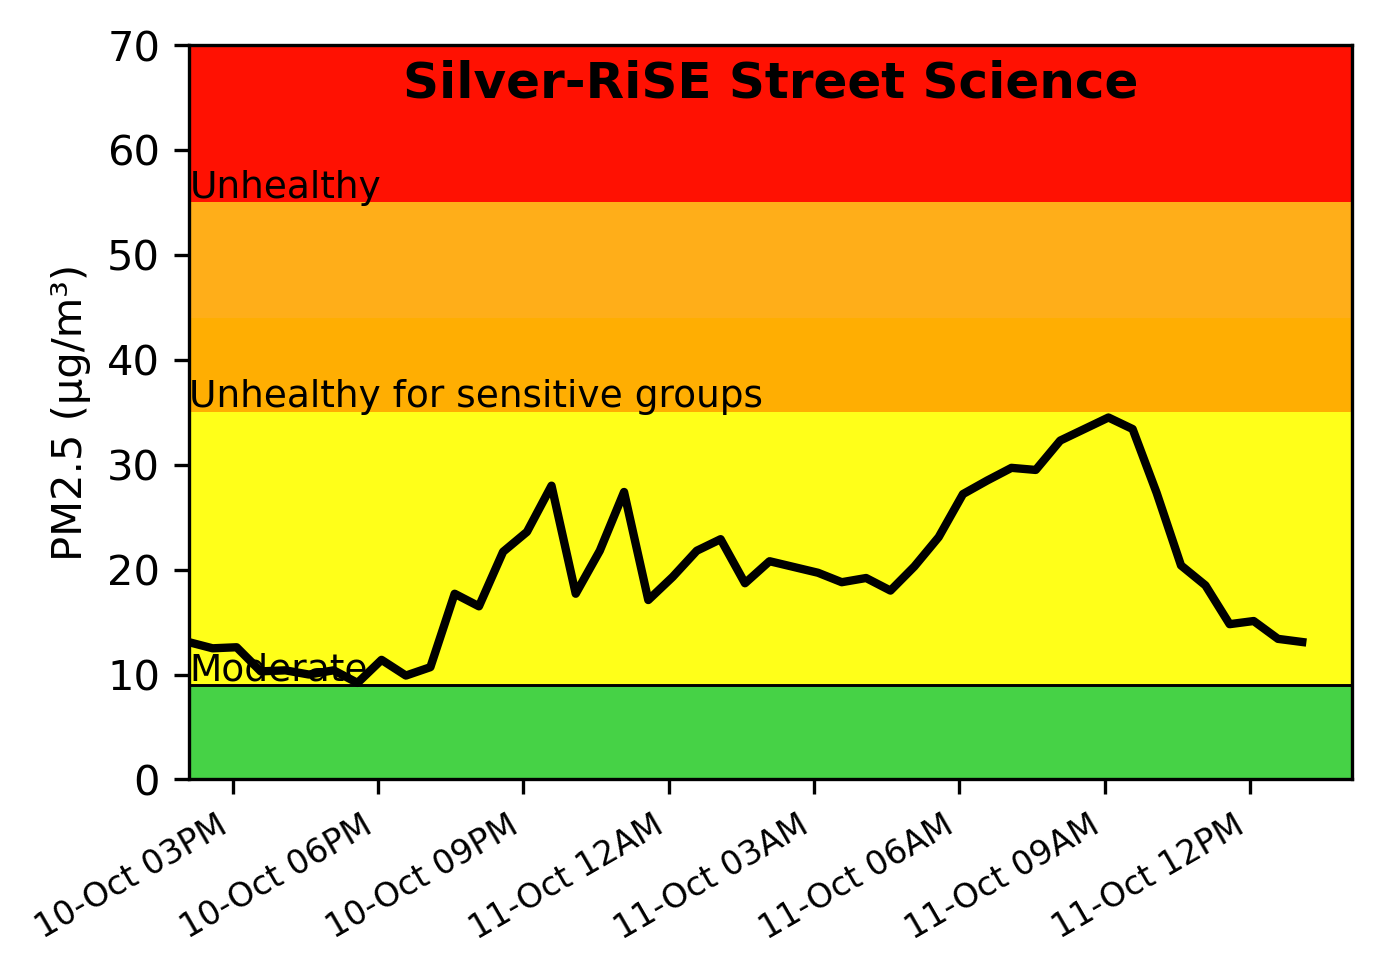 Silver-RiSE Street Science
70
60
Unhealthy
50
40
Unhealthy for sensitive groups
30
20
10
Moderate
0
PM2.5 (µg/m³)
10-Oct 03PM
10-Oct 06PM
10-Oct 09PM
11-Oct 12AM
11-Oct 03AM
11-Oct 06AM
11-Oct 09AM
11-Oct 12PM